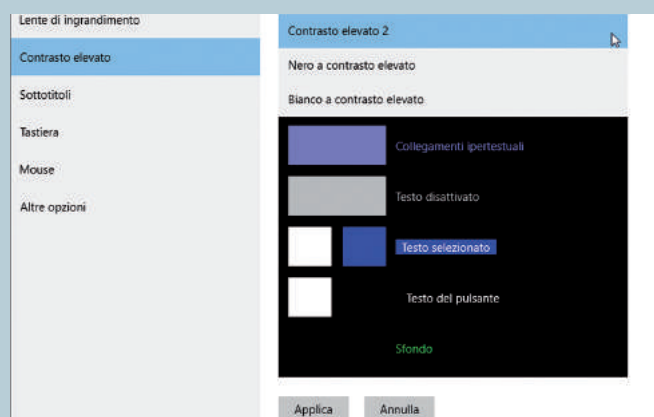 Lente di ingrandimento
Contrasto elevato
Sottotitoli
Tastiera
Mouse
Altre opzioni
Contrasto elevato 2
Nero a contrasto elevato
Bianco a contrasto elevato
Collegamenti ipertestuali
Testo disattivato
Testo selezionato
Testo del pulsante
Sfondo
Applica
Annulla